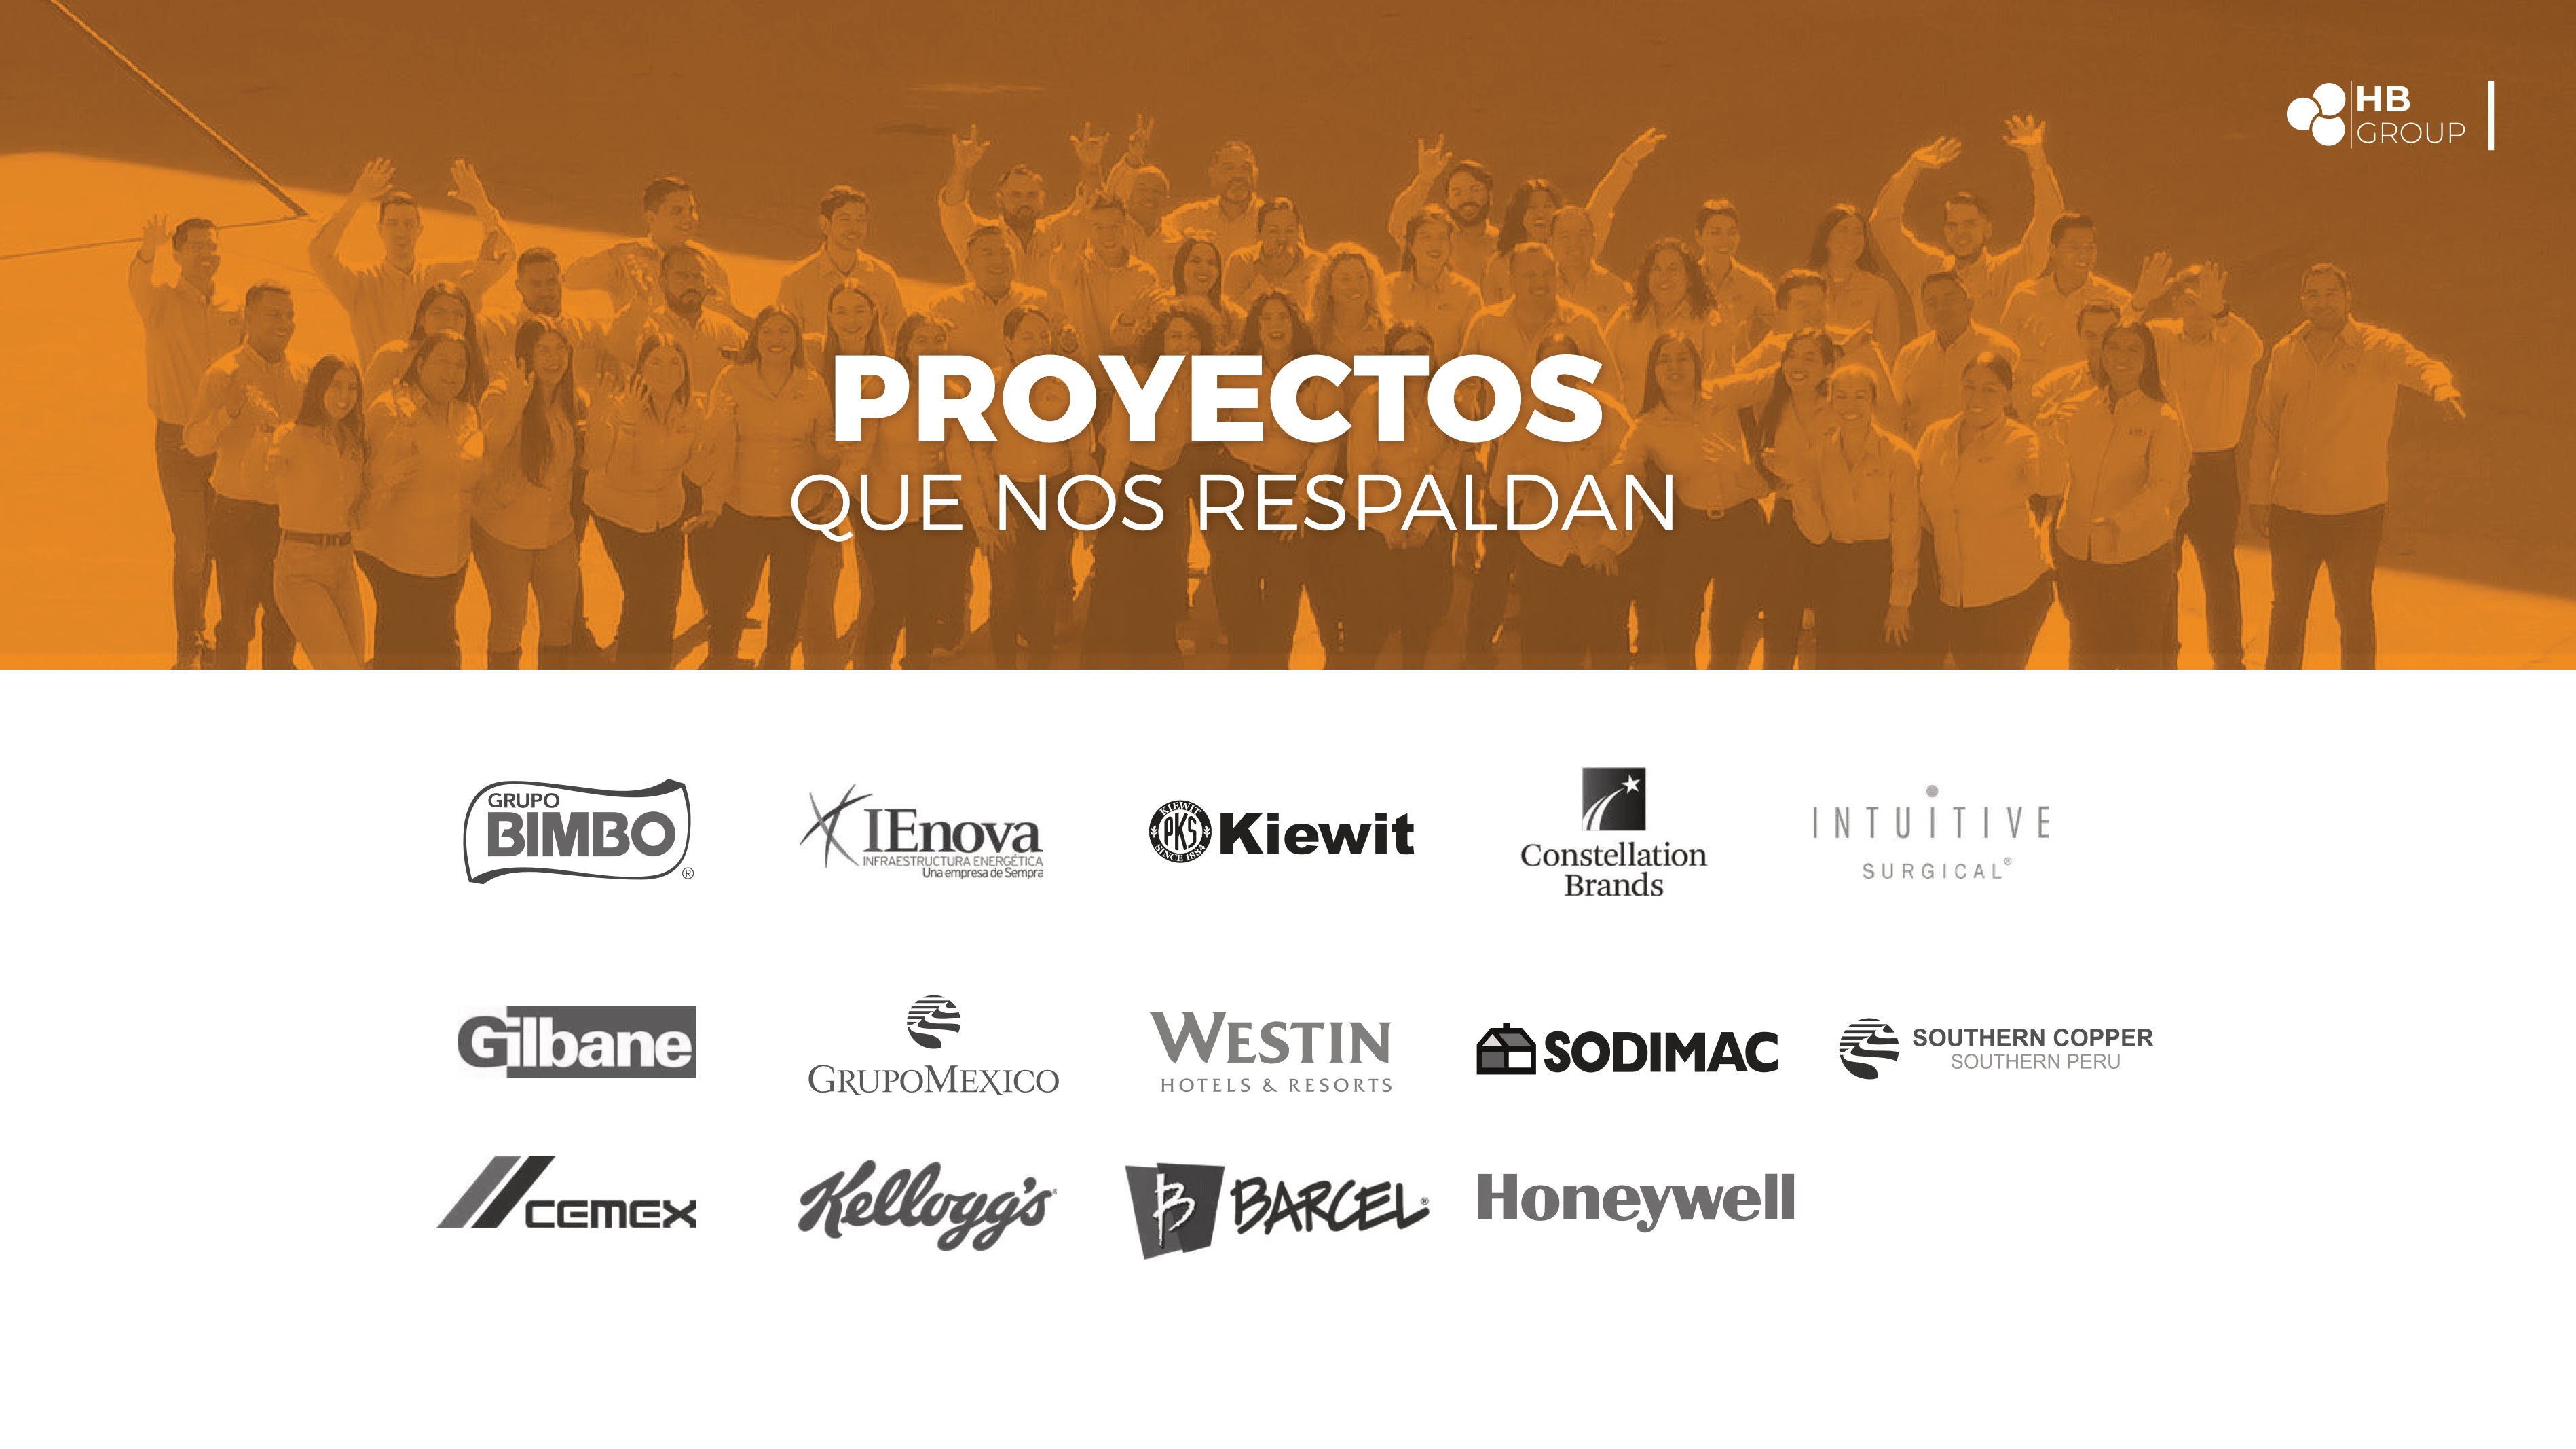 HB
GROUP
PROYECTOS
QUE NOS RESPALDAN
GRUPO
BIMBO
®
IEnova
INFRAESTRUCTURA ENERGÉTICA
Una empresa de Sempra
KIEWIT
PKS
SINCE 1884
Kiewit
Constellation
Brands
INTUITIVE
SURGICAL®
Gilbane
GRUPOMEXICO
WESTIN
HOTELS & RESORTS
SODIMAC
SOUTHERN COPPER
SOUTHERN PERU
CEMEX
Kellogg's®
B BARCEL®
Honeywell